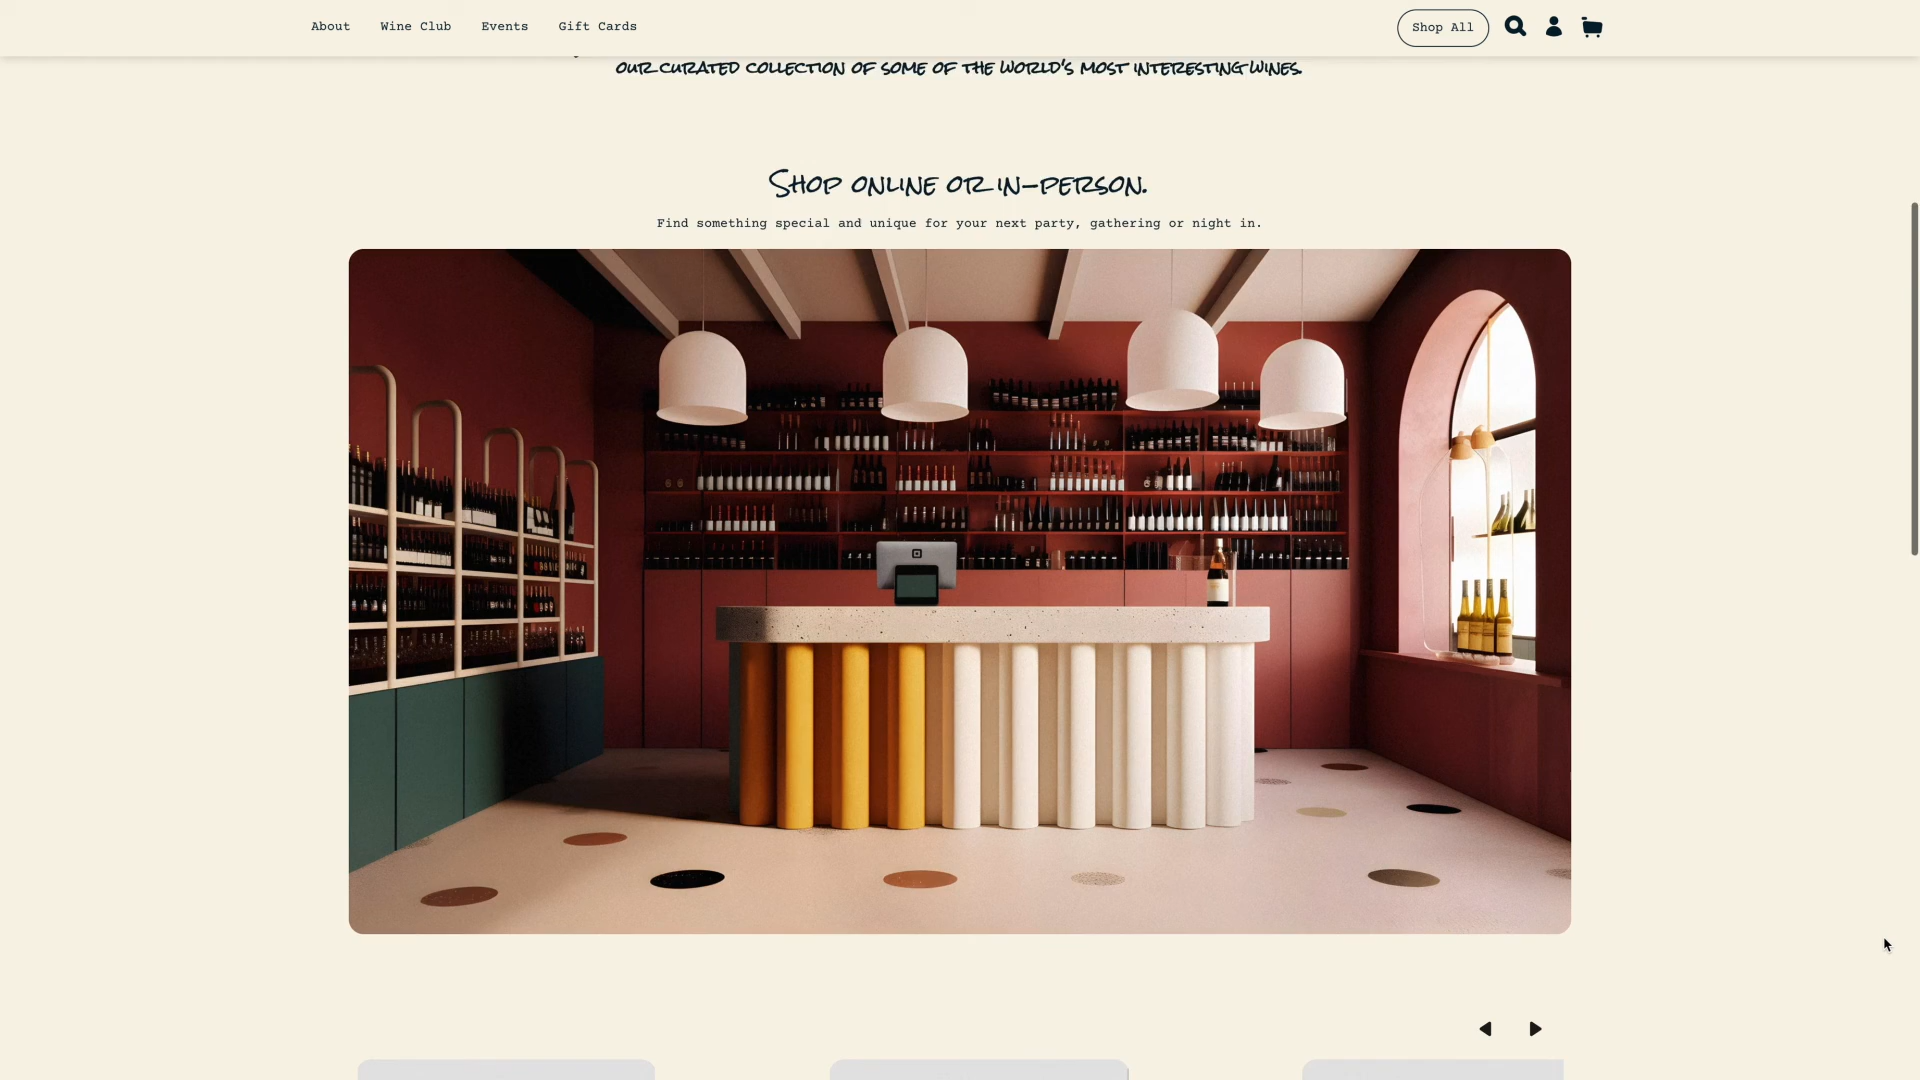 About Wine Club Events Gift Cards Shop All
our curated collection of some of the world's most interesting wines.
Shop online or in-person.
Find something special and unique for your next party, gathering or night in.